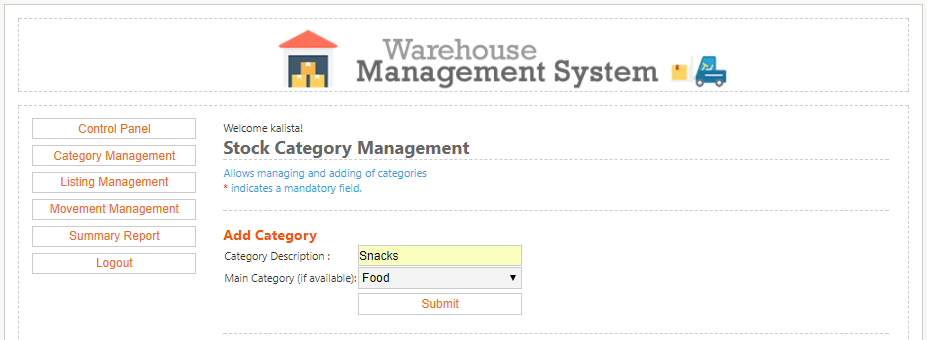 Warehouse
Management System
Control Panel
Category Management
Listing Management
Movement Management
Summary Report
Logout
Welcome kalista!
Stock Category Management
Allows managing and adding of categories
* indicates a mandatory field.
Add Category
Category Description : Snacks
Main Category (if available): Food
Submit